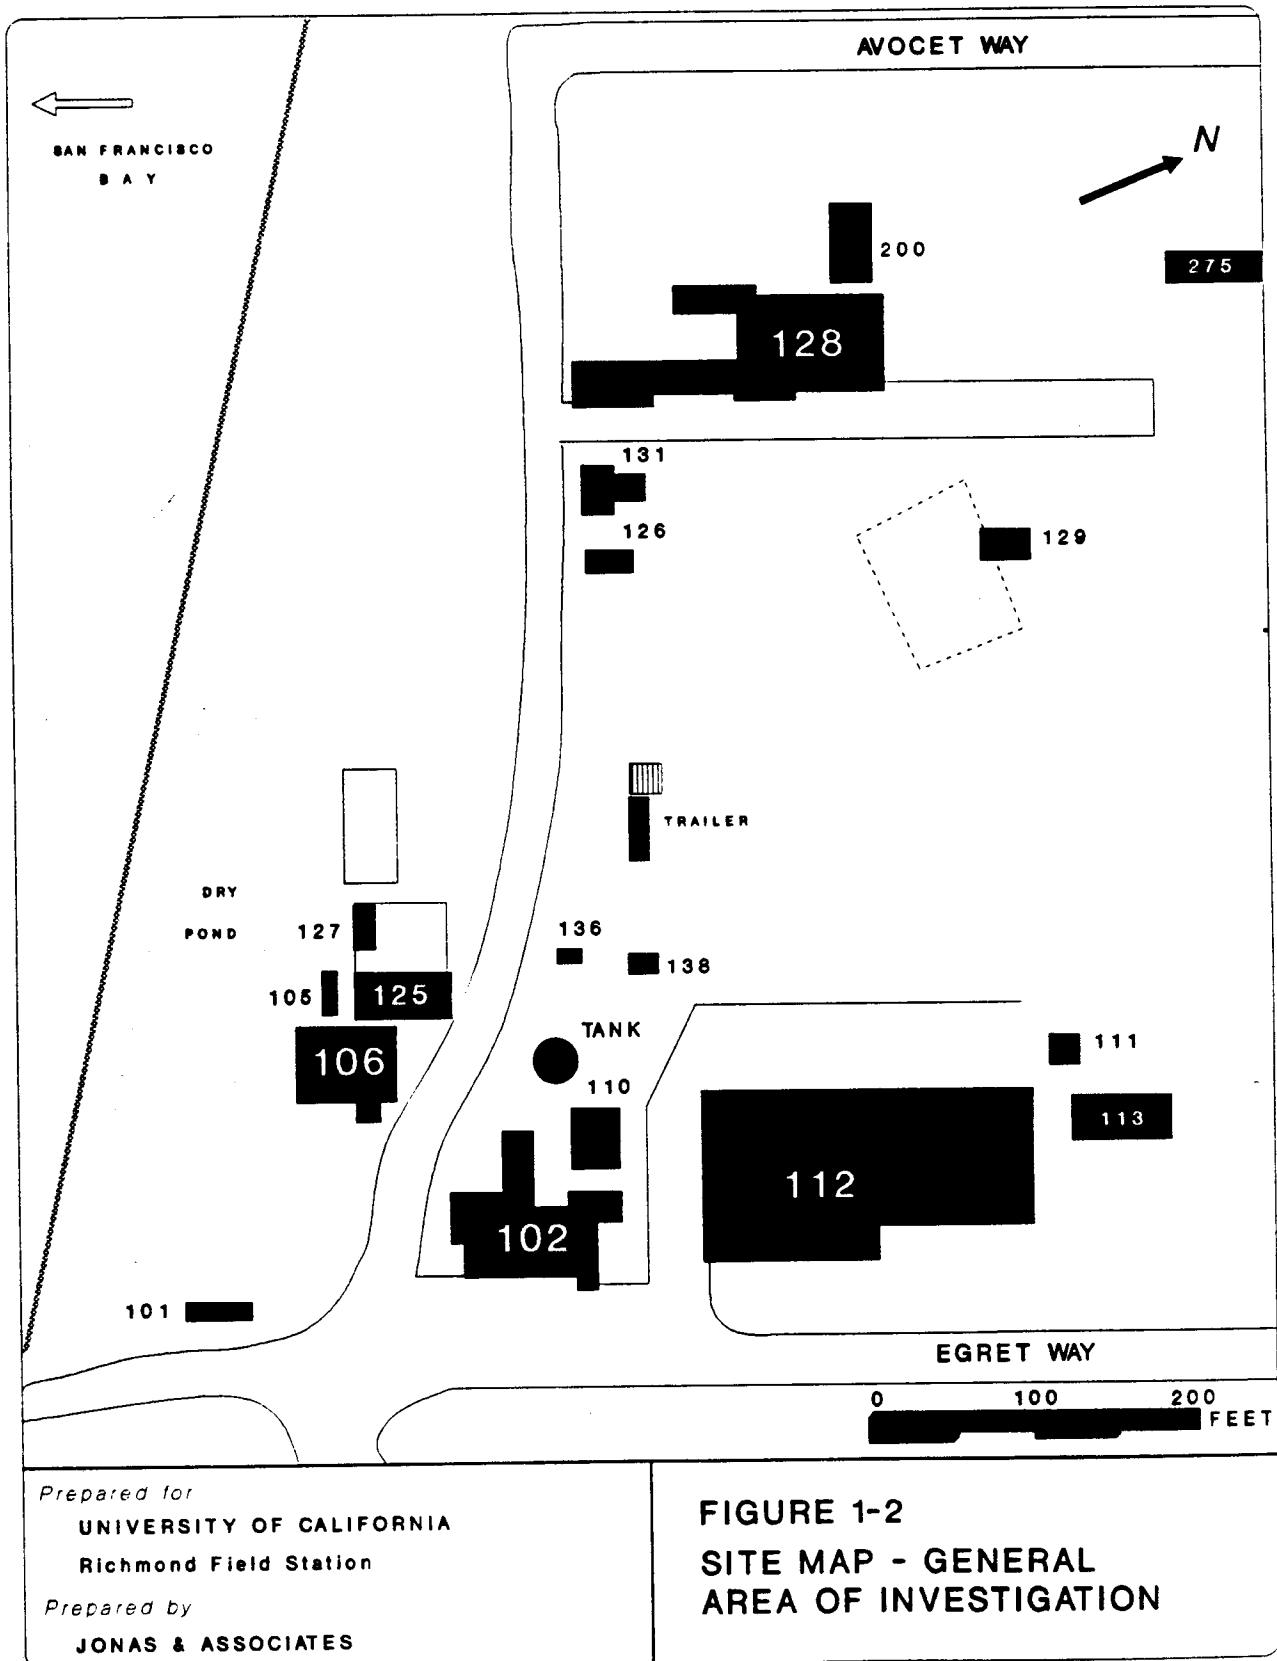 AVOCET WAY
SAN FRANCISCO
BAY
N
200
275
128
131
126
129
TRAILER
DRY
POND
127
136
138
105
125
TANK
106
110
111
113
112
102
101
EGRET WAY
0 100 200
FEET
Prepared for
UNIVERSITY OF CALIFORNIA
Richmond Field Station
Prepared by
JONAS & ASSOCIATES
FIGURE 1-2
SITE MAP - GENERAL
AREA OF INVESTIGATION